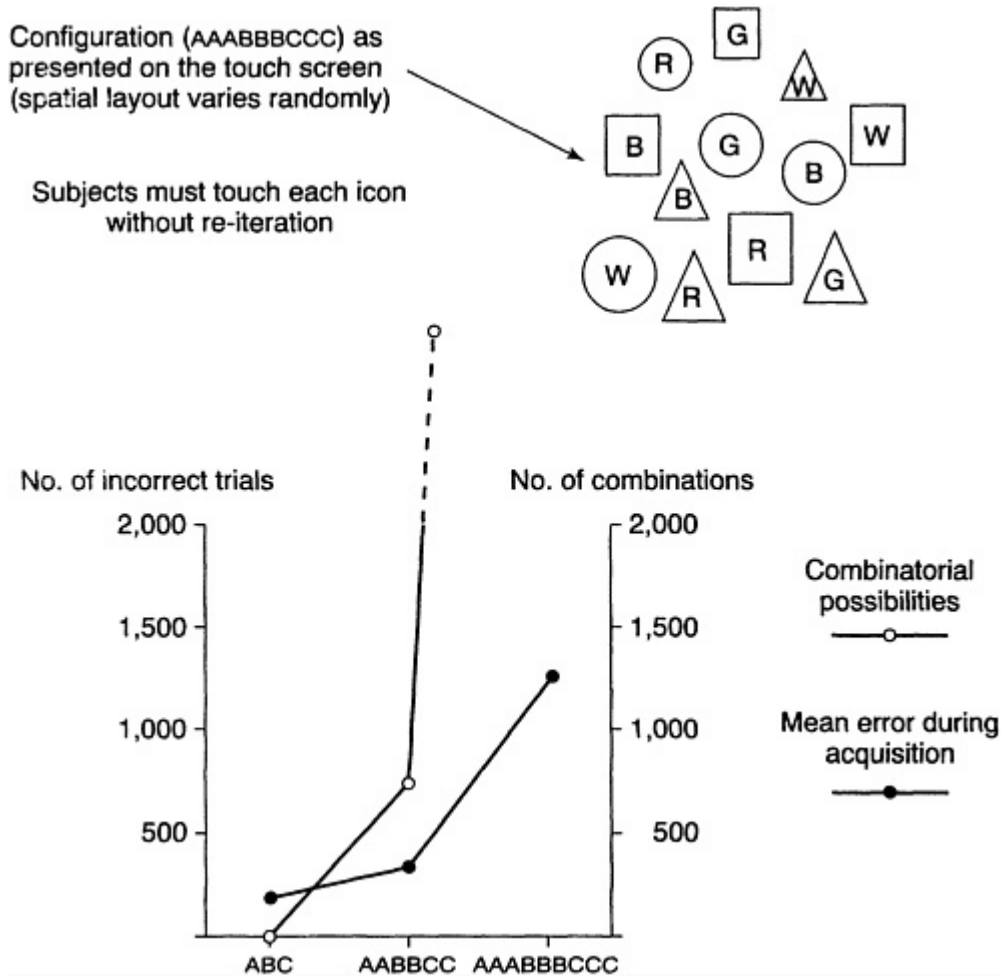 Configuration (AAABBBCCC) as
presented on the touch screen
(spatial layout varies randomly)
Subjects must touch each icon
without re-iteration
G
R
W
B
G
W
B
B
W
R
R
G
No. of incorrect trials
No. of combinations
2,000
1,500
1,000
500
2,000
1,500
1,000
500
Combinatorial
possibilities
Mean error during
acquisition
ABC
AABBCC
AAABBBCCC